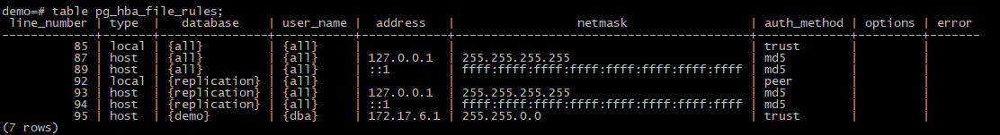 demo=# table pg_hba_file_rules;
 line_number | type  |   database    | user_name |  address   |                 netmask                 | auth_method | options | error
-------------+-------+---------------+-----------+------------+-----------------------------------------+-------------+---------+-------
          85 | local | {all}         | {all}     |            |                                         | trust       |         |
          87 | host  | {all}         | {all}     | 127.0.0.1  | 255.255.255.255                         | md5         |         |
          89 | host  | {all}         | {all}     | ::1        | ffff:ffff:ffff:ffff:ffff:ffff:ffff:ffff | md5         |         |
          92 | local | {replication} | {all}     |            |                                         | peer        |         |
          93 | host  | {replication} | {all}     | 127.0.0.1  | 255.255.255.255                         | md5         |         |
          94 | host  | {replication} | {all}     | ::1        | ffff:ffff:ffff:ffff:ffff:ffff:ffff:ffff | md5         |         |
          95 | host  | {demo}        | {dba}     | 172.17.6.1 | 255.255.0.0                             | trust       |         |
(7 rows)